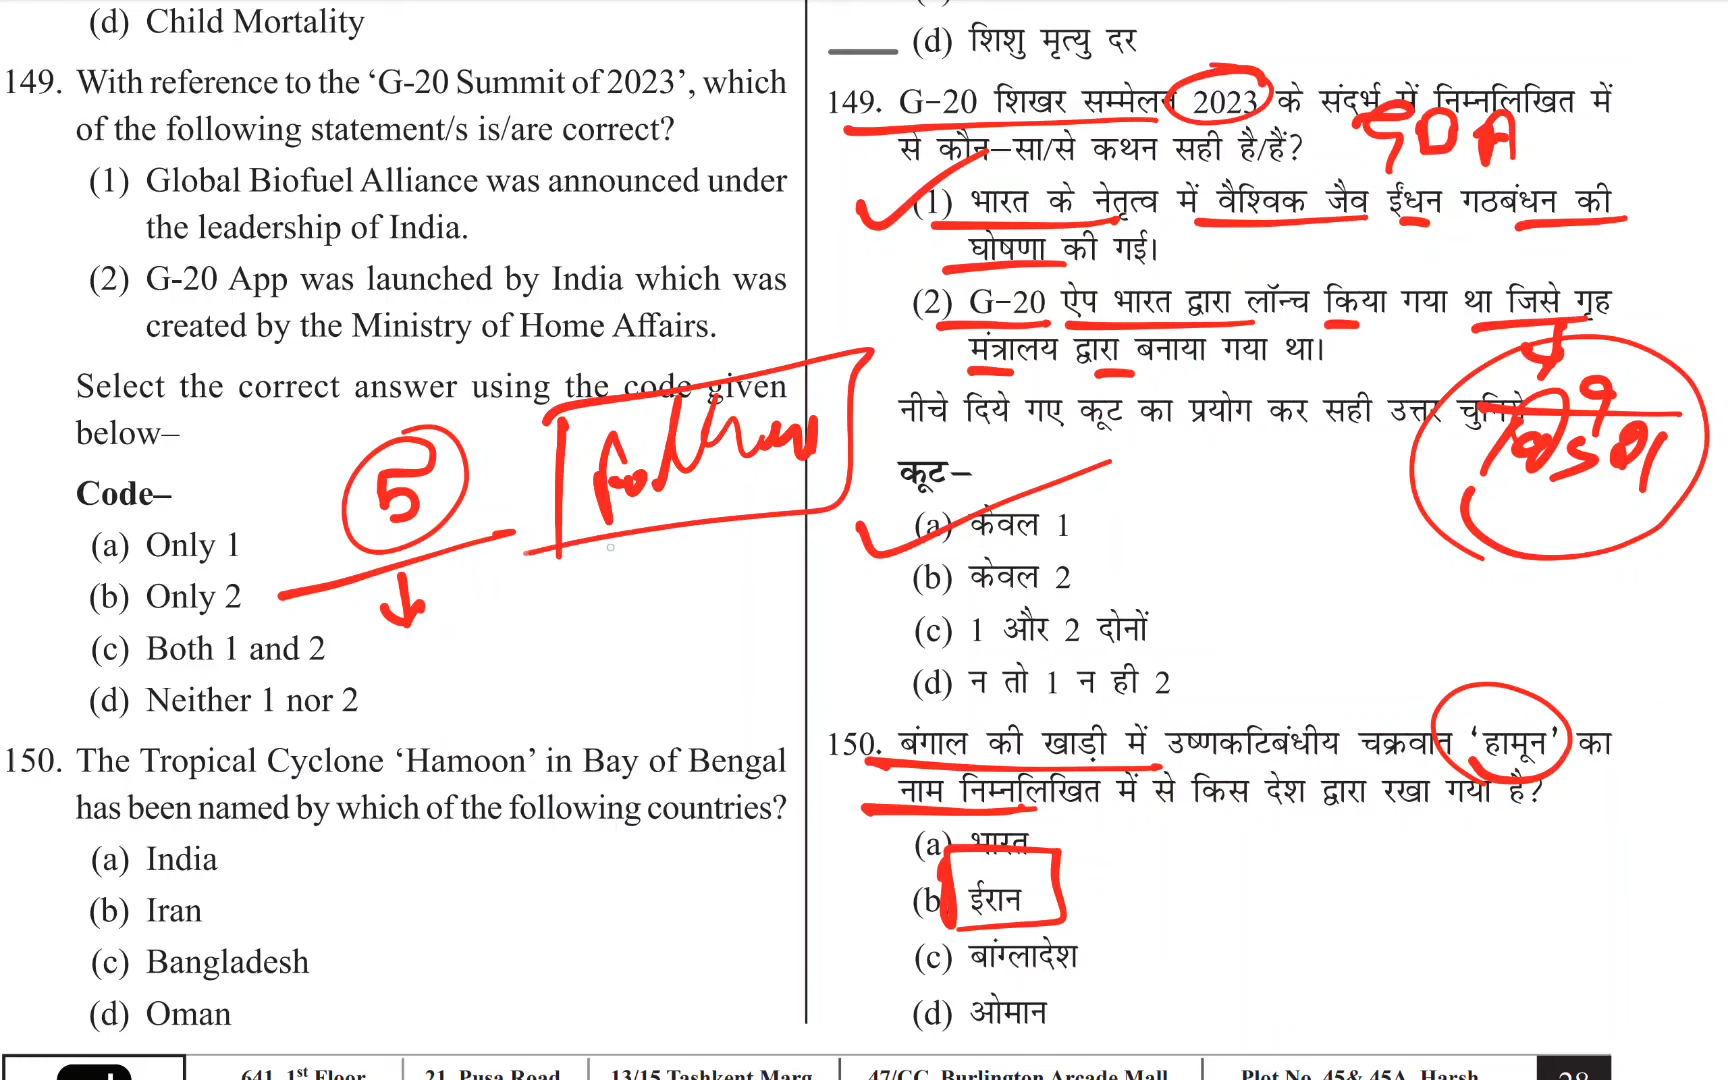 (d) Child Mortality
149. With reference to the ‘G-20 Summit of 2023’, which
of the following statement/s is/are correct?
(1) Global Biofuel Alliance was announced under
the leadership of India.
(2) G-20 App was launched by India which was
created by the Ministry of Home Affairs.
Select the correct answer using the code given
below–
Code–
(a) Only 1
(b) Only 2
(c) Both 1 and 2
(d) Neither 1 nor 2
5
150. The Tropical Cyclone ‘Hamoon’ in Bay of Bengal
has been named by which of the following countries?
(a) India
(b) Iran
(c) Bangladesh
(d) Oman
(d) शिशु मृत्यु दर
149. G-20 शिखर सम्मेलन 2023 के संदर्भ में निम्नलिखित में
से कौन–सा/से कथन सही है/हैं?
(1) भारत के नेतृत्व में वैश्विक जैव ईंधन गठबंधन की
घोषणा की गई।
(2) G-20 ऐप भारत द्वारा लॉन्च किया गया था जिसे गृह
मंत्रालय द्वारा बनाया गया था।
नीचे दिये गए कूट का प्रयोग कर सही उत्तर चुनिये
कूट–
(a) केवल 1
(b) केवल 2
(c) 1 और 2 दोनों
(d) न तो 1 न ही 2
150. बंगाल की खाड़ी में उष्णकटिबंधीय चक्रवात ‘हामून’ का
नाम निम्नलिखित में से किस देश द्वारा रखा गया है?
(a) भारत
(b) ईरान
(c) बांग्लादेश
(d) ओमान
641, 1st Floor
21, Pusa Road
13/15 Tashkent Marg
47/CC, Burlington Arcade Mall
Plot No. 45& 45A, Harsh